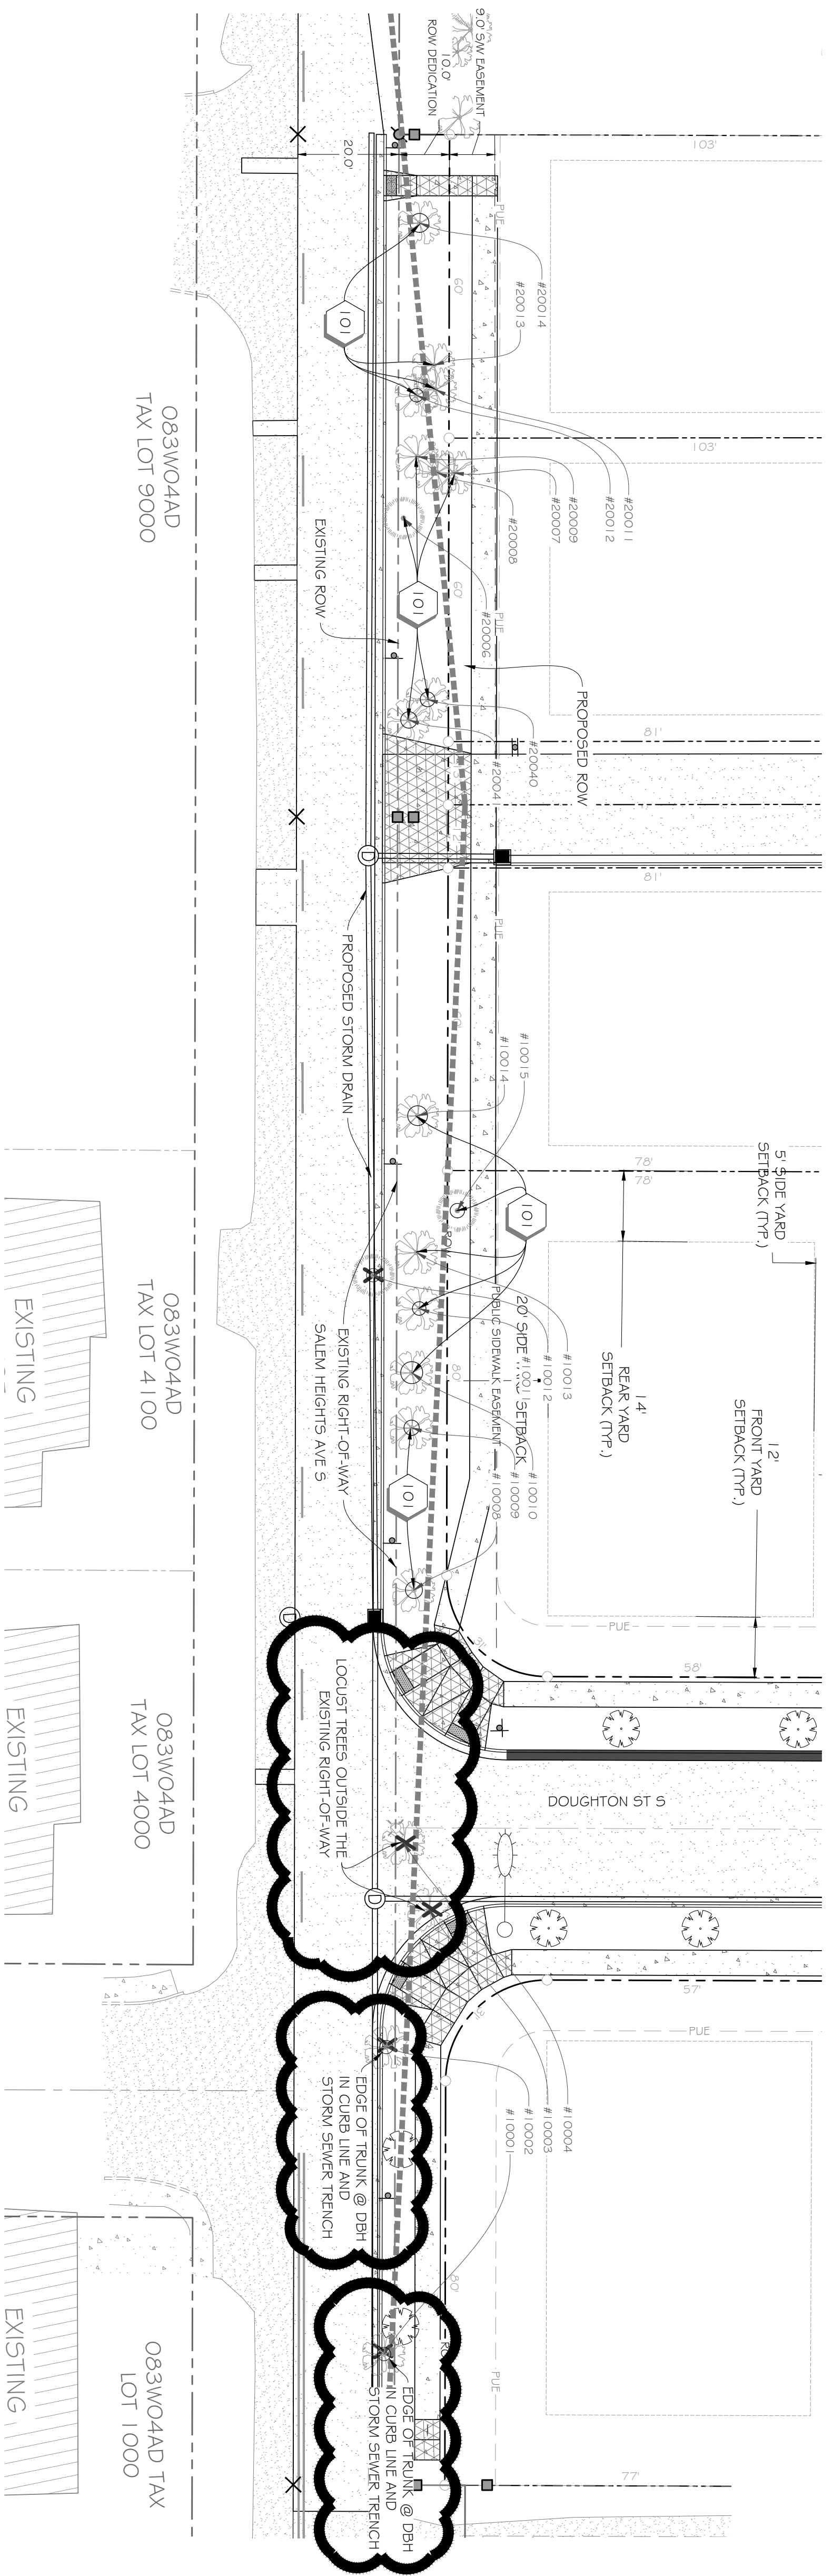 9.0' S/W EASEMENT
10.0'
ROW DEDICATION
20.0'
103'
PUE
60'
#20014
#20013
101
103'
#20011
#20012
#20009
#20007
#20008
#20006
083W04AD
TAX LOT 9000
EXISTING ROW
101
60'
PUE
PROPOSED ROW
81'
#20040
#2004
81'
D
PUE
PROPOSED STORM DRAIN
60'
#10015
#10014
78'
78'
5' SIDE YARD
SETBACK (TYP.)
101
14'
REAR YARD
SETBACK (TYP.)
12'
FRONT YARD
SETBACK (TYP.)
20' SIDE
SETBACK
PUBLIC SIDEWALK EASEMENT
80'
#10013
#10012
#10011
#10010
#10009
#10008
083W04AD
TAX LOT 4100
EXISTING
SALEM HEIGHTS AVE S
EXISTING RIGHT-OF-WAY
101
PUE
58'
D
LOCUST TREES OUTSIDE THE
EXISTING RIGHT-OF-WAY
DOUGHTON ST S
083W04AD
TAX LOT 4000
EXISTING
D
57'
PUE
#10004
#10003
#10002
#10001
EDGE OF TRUNK @ DBH
IN CURB LINE AND
STORM SEWER TRENCH
80'
PUE
EDGE OF TRUNK @ DBH
IN CURB LINE AND
STORM SEWER TRENCH
77'
083W04AD TAX
LOT 1000
EXISTING